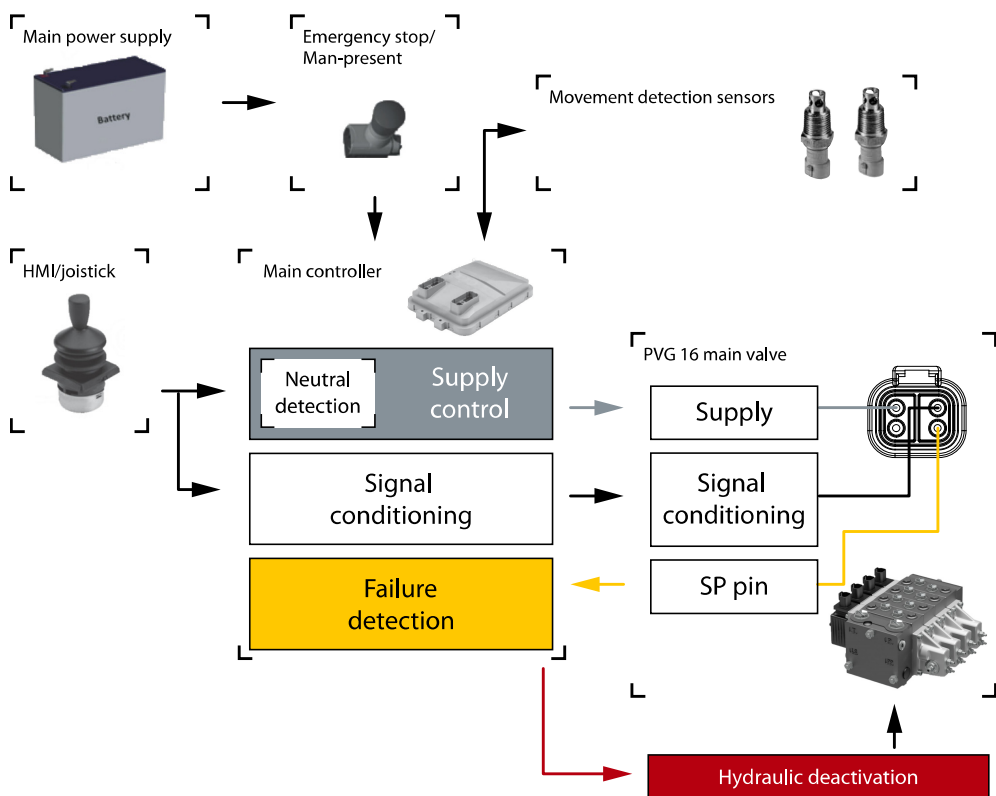 Main power supply
Battery
Emergency stop/
Man-present
Movement detection sensors
HMI/joistick
Main controller
Neutral
detection
Supply
control
Signal
conditioning
Failure
detection
PVG 16 main valve
Supply
Signal
conditioning
SP pin
Hydraulic deactivation